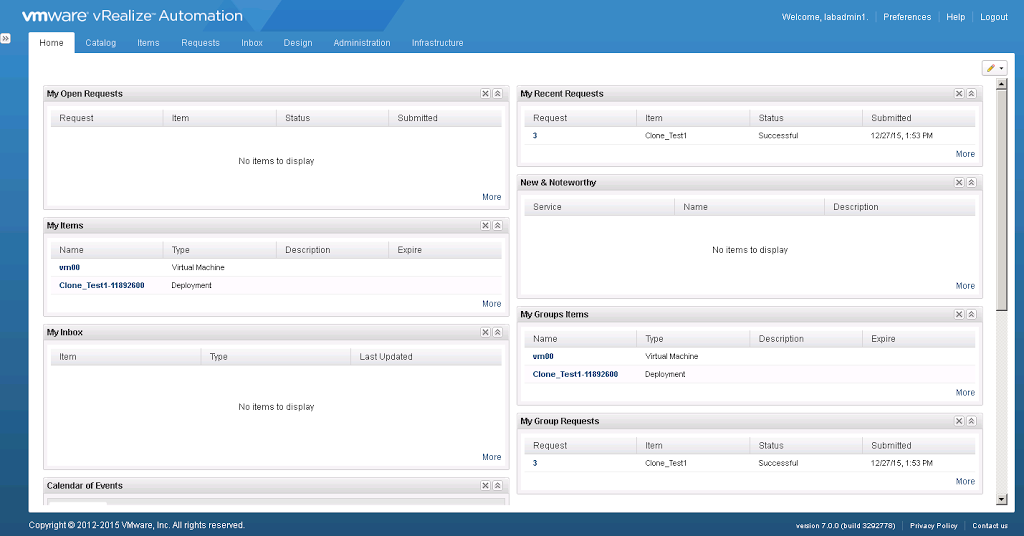 vmware® vRealize™ Automation
Welcome, labadmin1. Preferences Help Logout
Home Catalog Items Requests Inbox Design Administration Infrastructure
My Open Requests
Request Item Status Submitted
No items to display
More
My Items
Name Type Description Expire
vm00 Virtual Machine
Clone_Test1-11892600 Deployment
More
My Inbox
Item Type Last Updated
No items to display
More
Calendar of Events
My Recent Requests
Request Item Status Submitted
3 Clone_Test1 Successful 12/27/15, 1:53 PM
More
New & Noteworthy
Service Name Description
No items to display
More
My Groups Items
Name Type Description Expire
vm00 Virtual Machine
Clone_Test1-11892600 Deployment
More
My Group Requests
Request Item Status Submitted
3 Clone_Test1 Successful 12/27/15, 1:53 PM
More
Copyright © 2012-2015 VMware, Inc. All rights reserved.
version 7.0.0 (build 3292778) Privacy Policy Contact us